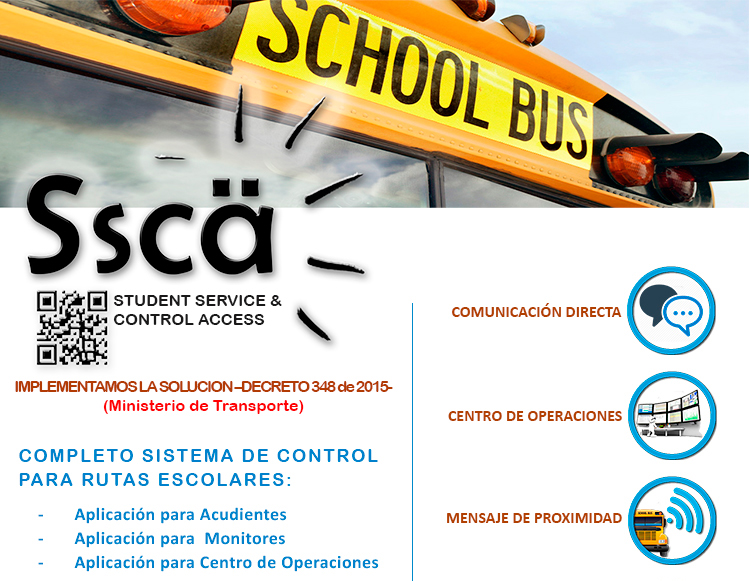 SCHOOL BUS
Sscä
STUDENT SERVICE &
CONTROL ACCESS
IMPLEMENTAMOS LA SOLUCION –DECRETO 348 de 2015-
(Ministerio de Transporte)
COMPLETO SISTEMA DE CONTROL
PARA RUTAS ESCOLARES:
- Aplicación para Acudientes
- Aplicación para Monitores
- Aplicación para Centro de Operaciones
COMUNICACIÓN DIRECTA
CENTRO DE OPERACIONES
MENSAJE DE PROXIMIDAD